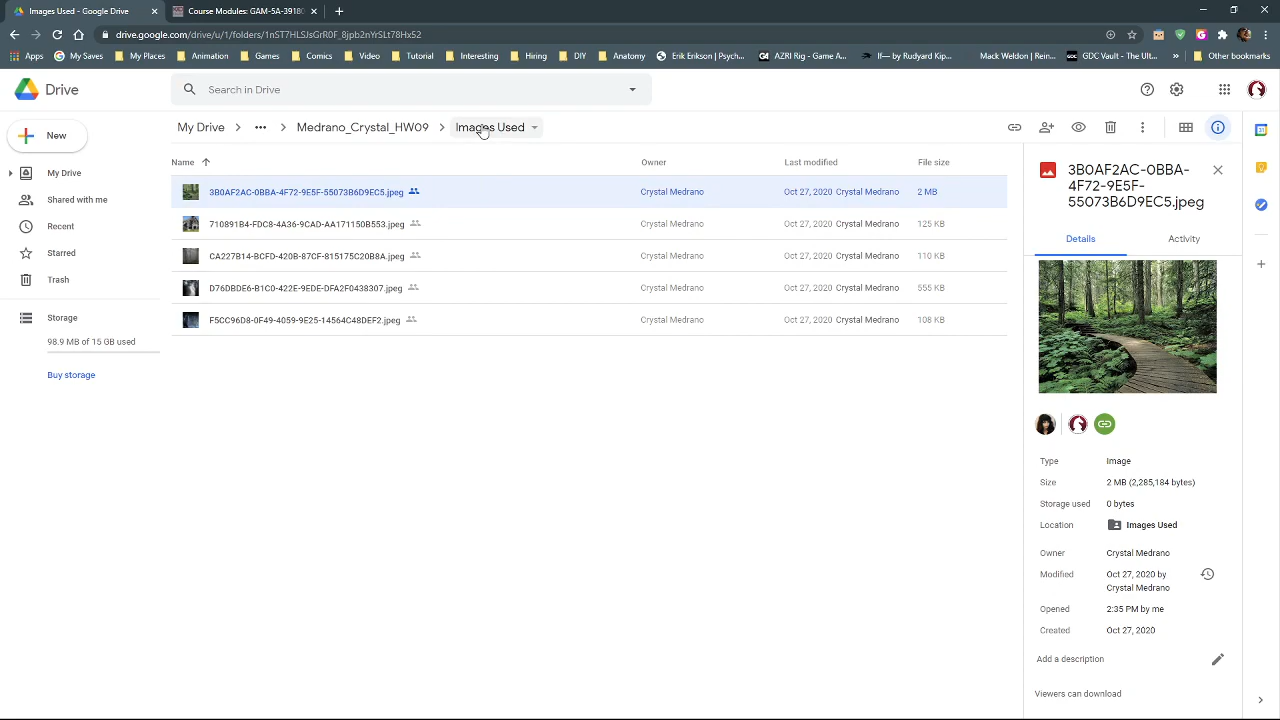 Images Used - Google Drive
Course Modules: GAM-5A-39180
drive.google.com/drive/u/1/folders/
Apps
My Saves
My Places
Animation
Games
Comics
Video
Tutorial
Interesting
Hiring
DIY
Anatomy
Erik Erikson | Psych...
AZRI Rig - Game A...
If— by Rudyard Kip...
Mack Weldon | Rein...
GDC Vault - The Ult...
Drive
Search in Drive
New
My Drive
Shared with me
Recent
Starred
Trash
Storage
98.9 MB of 15 GB used
Buy storage
My Drive > ••• > Medrano_Crystal_HW09 > Images Used
Name Owner Last modified File size
3B0AF2AC-0BBA-4F72-9E5F-55073B6D9EC5.jpeg Crystal Medrano Oct 27, 2020 Crystal Medrano 2 MB
710891B4-FDC8-4A36-9CAD-AA171150B553.jpeg Crystal Medrano Oct 27, 2020 Crystal Medrano 125 KB
CA227B14-BCFD-420B-87CF-815175C20B8A.jpeg Crystal Medrano Oct 27, 2020 Crystal Medrano 110 KB
D76DBDE6-B1C0-422E-9EDE-DFA2F0438307.jpeg Crystal Medrano Oct 27, 2020 Crystal Medrano 555 KB
F5CC96D8-0F49-4059-9E25-14564C48DEF2.jpeg Crystal Medrano Oct 27, 2020 Crystal Medrano 108 KB
3B0AF2AC-0BBA-
4F72-9E5F-
55073B6D9EC5.jpeg
Details Activity
Type Image
Size 2 MB (2,285,184 bytes)
Storage used 0 bytes
Location Images Used
Owner Crystal Medrano
Modified Oct 27, 2020 by
Crystal Medrano
Opened 2:35 PM by me
Created Oct 27, 2020
Add a description
Viewers can download